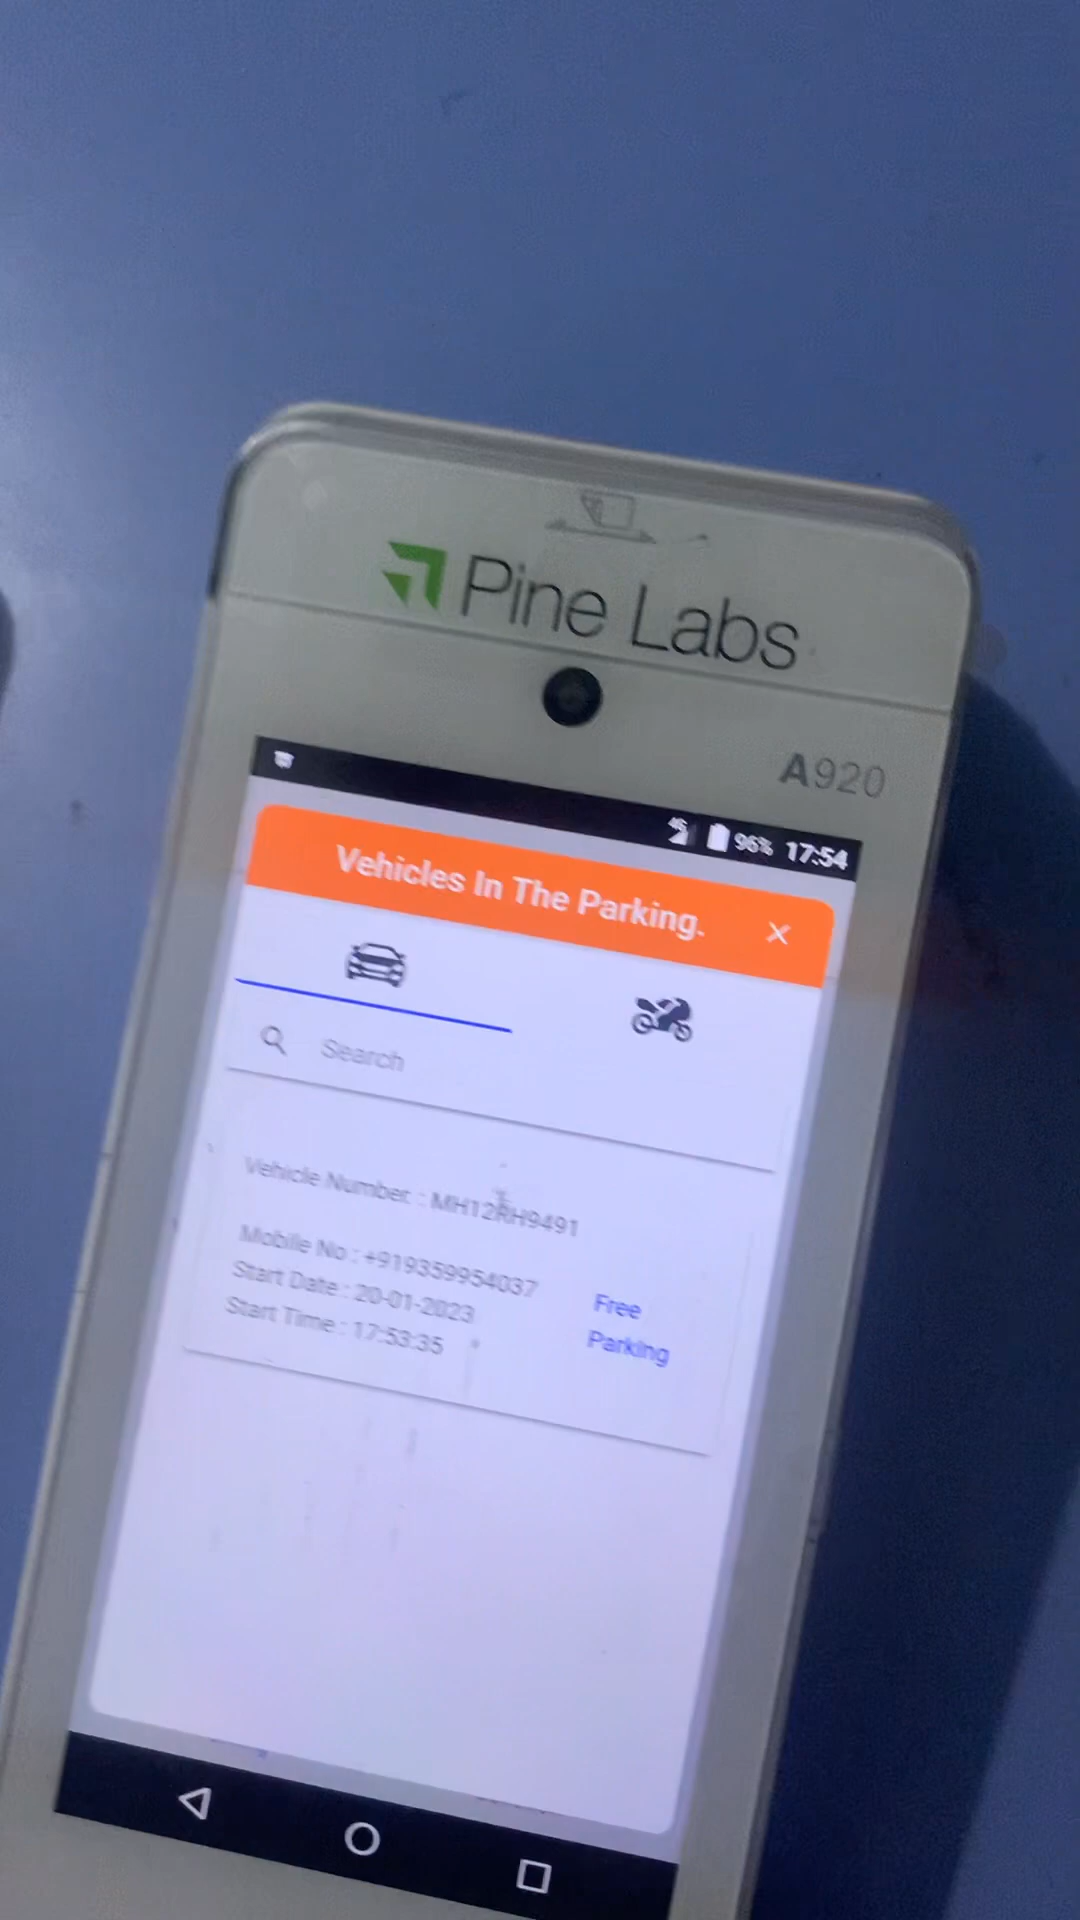 Pine Labs
A920
4G 96% 17:54
Vehicles In The Parking. ×
Search
Vehicle Number : MH12RH9491
Mobile No : +919359954037
Start Date : 20-01-2023
Start Time : 17:53:35
Free
Parking